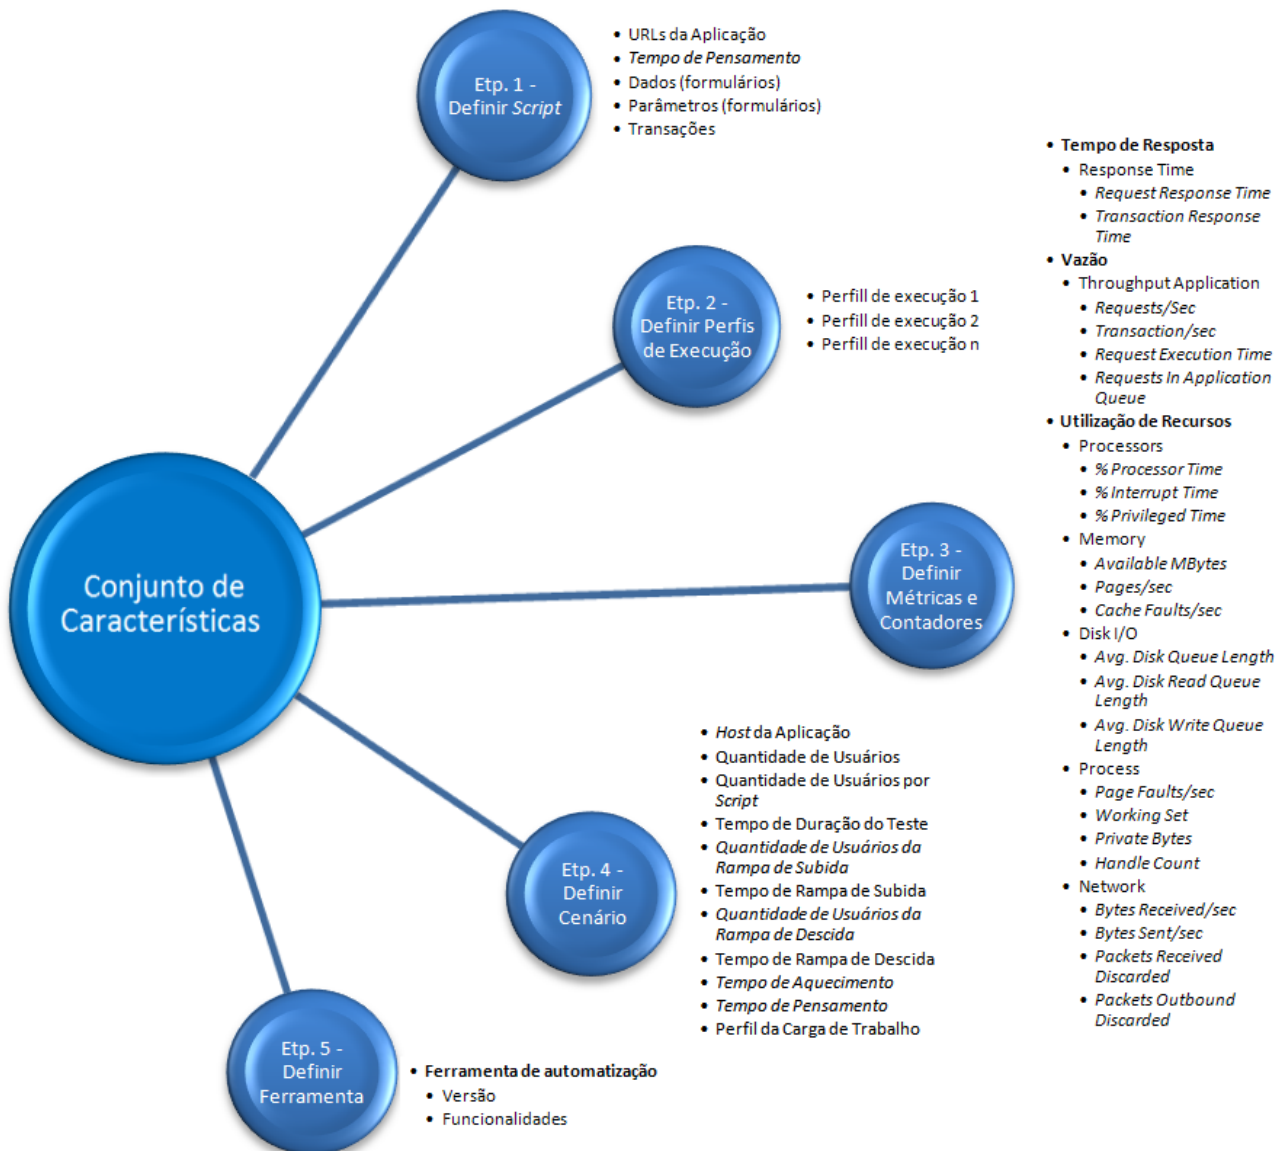 Conjunto de
Características
Etp. 1 -
Definir Script
• URLs da Aplicação
• Tempo de Pensamento
• Dados (formulários)
• Parâmetros (formulários)
• Transações
Etp. 2 -
Definir Perfis
de Execução
• Perfill de execução 1
• Perfill de execução 2
• Perfill de execução n
Etp. 3 -
Definir
Métricas e
Contadores
• Tempo de Resposta
• Response Time
• Request Response Time
• Transaction Response
Time
• Vazão
• Throughput Application
• Requests/Sec
• Transaction/sec
• Request Execution Time
• Requests In Application
Queue
• Utilização de Recursos
• Processors
• % Processor Time
• % Interrupt Time
• % Privileged Time
• Memory
• Available MBytes
• Pages/sec
• Cache Faults/sec
• Disk I/O
• Avg. Disk Queue Length
• Avg. Disk Read Queue
Length
• Avg. Disk Write Queue
Length
• Process
• Page Faults/sec
• Working Set
• Private Bytes
• Handle Count
• Network
• Bytes Received/sec
• Bytes Sent/sec
• Packets Received
Discarded
• Packets Outbound
Discarded
Etp. 4 -
Definir
Cenário
• Host da Aplicação
• Quantidade de Usuários
• Quantidade de Usuários por
Script
• Tempo de Duração do Teste
• Quantidade de Usuários da
Rampa de Subida
• Tempo de Rampa de Subida
• Quantidade de Usuários da
Rampa de Descida
• Tempo de Rampa de Descida
• Tempo de Aquecimento
• Tempo de Pensamento
• Perfil da Carga de Trabalho
Etp. 5 -
Definir
Ferramenta
• Ferramenta de automatização
• Versão
• Funcionalidades